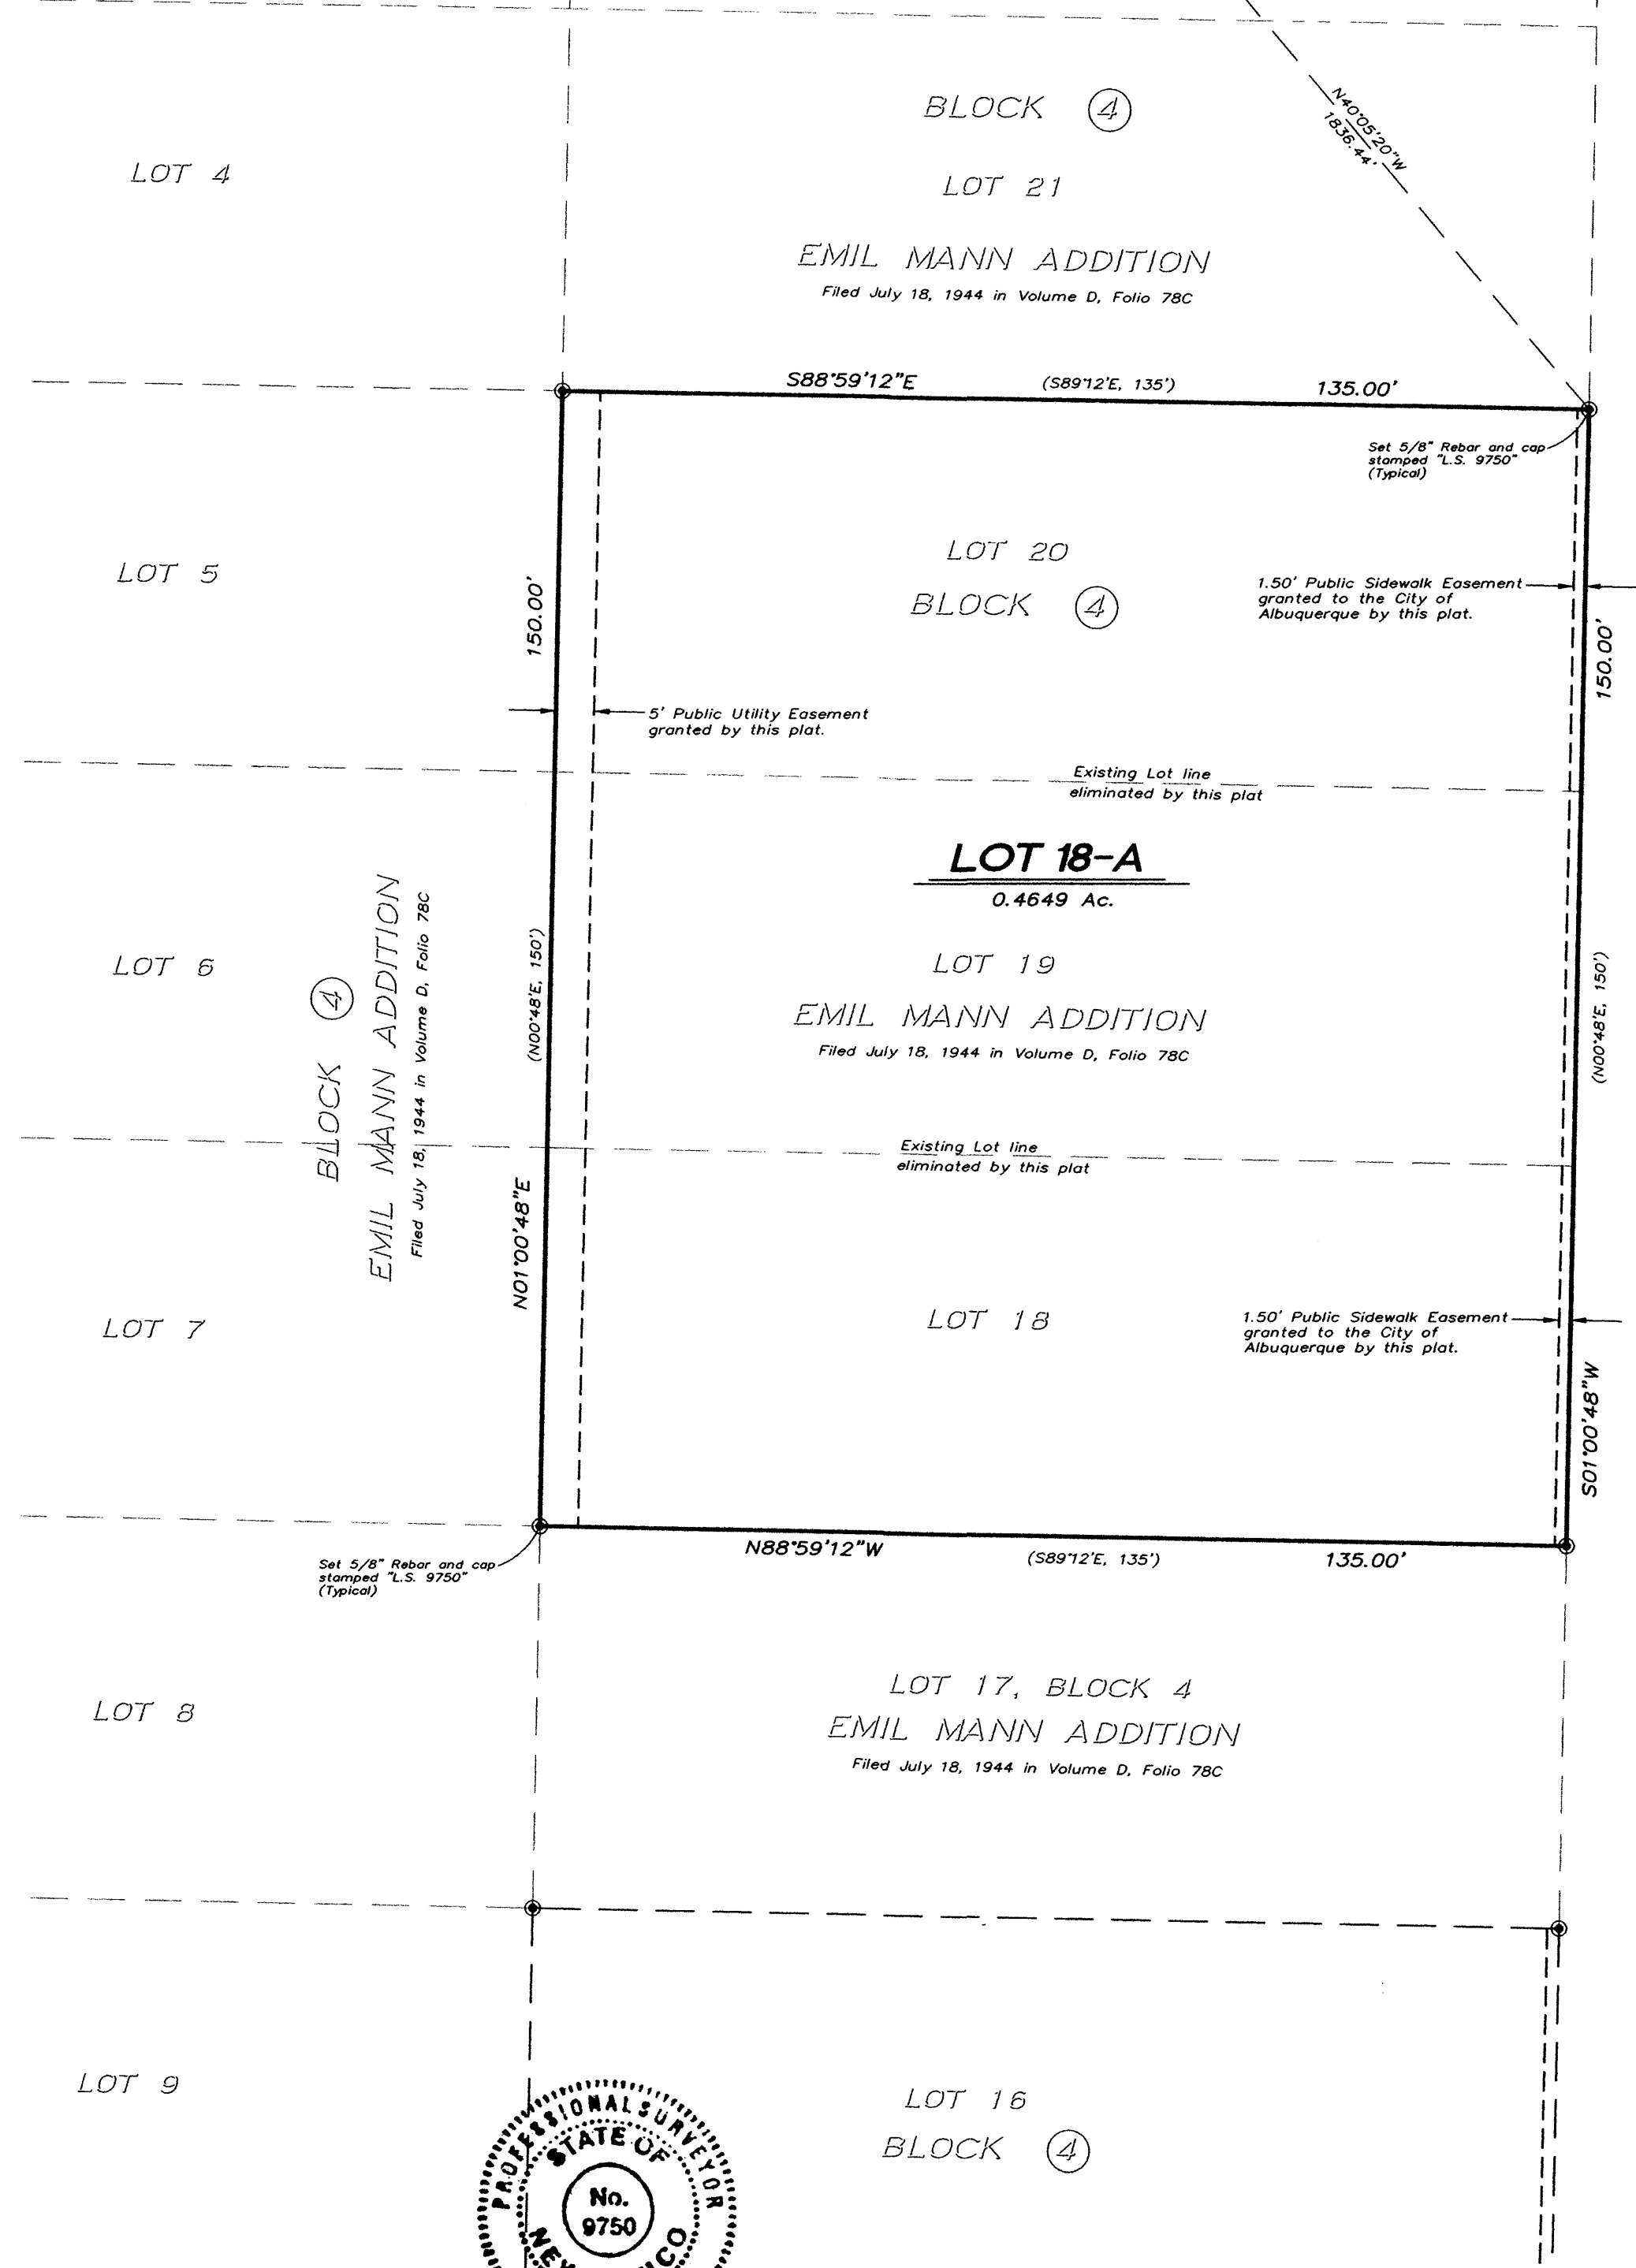 BLOCK 4
N40°05'20"W
1836.44'
LOT 4
LOT 21
EMIL MANN ADDITION
Filed July 18, 1944 in Volume D, Folio 78C
S88°59'12"E (S89°12'E, 135') 135.00'
Set 5/8" Rebar and cap
stamped "L.S. 9750"
(Typical)
LOT 20
LOT 5
BLOCK 4
1.50' Public Sidewalk Easement
granted to the City of
Albuquerque by this plat.
150.00'
150.00'
5' Public Utility Easement
granted by this plat.
Existing Lot line
eliminated by this plat
LOT 18-A
0.4649 Ac.
LOT 6
BLOCK 4
EMIL MANN ADDITION
Filed July 18, 1944 in Volume D, Folio 78C
(N00°48'E, 150')
LOT 19
EMIL MANN ADDITION
Filed July 18, 1944 in Volume D, Folio 78C
(N00°48'E, 150')
Existing Lot line
eliminated by this plat
N01°00'48"E
LOT 7
LOT 18
1.50' Public Sidewalk Easement
granted to the City of
Albuquerque by this plat.
S01°00'48"W
N88°59'12"W (S89°12'E, 135') 135.00'
Set 5/8" Rebar and cap
stamped "L.S. 9750"
(Typical)
LOT 8
LOT 17, BLOCK 4
EMIL MANN ADDITION
Filed July 18, 1944 in Volume D, Folio 78C
LOT 9
LOT 16
BLOCK 4
PROFESSIONAL SURVEYOR
STATE OF
No.
9750